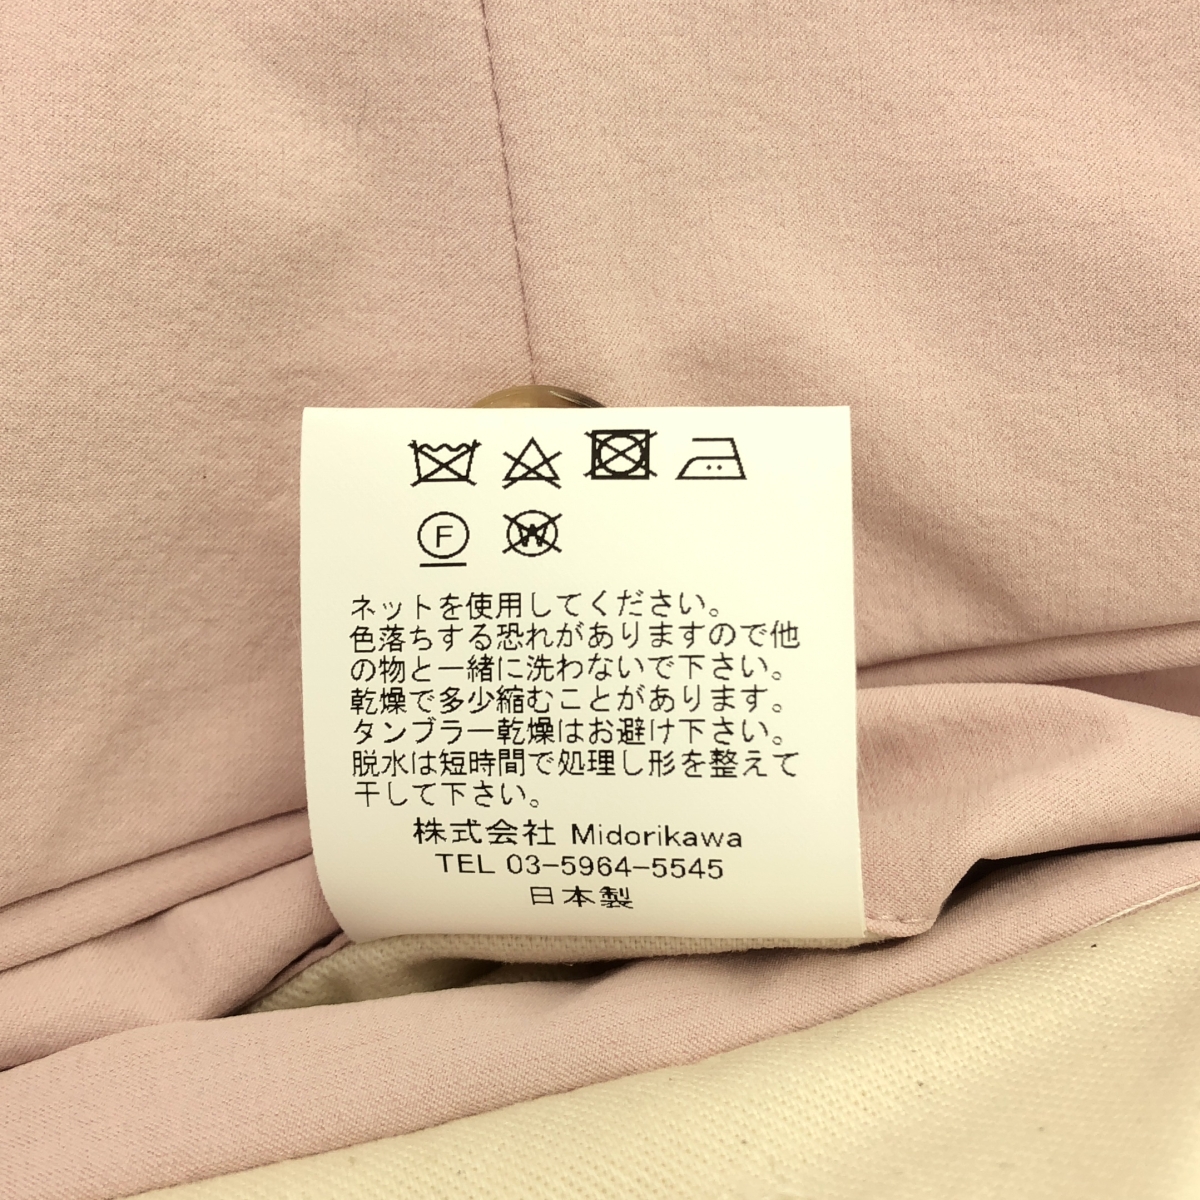 F W
ネットを使用してください。
色落ちする恐れがありますので他
の物と一緒に洗わないで下さい。
乾燥で多少縮むことがあります。
タンブラー乾燥はお避け下さい。
脱水は短時間で処理し形を整えて
干して下さい。
株式会社 Midorikawa
TEL 03-5964-5545
日本製